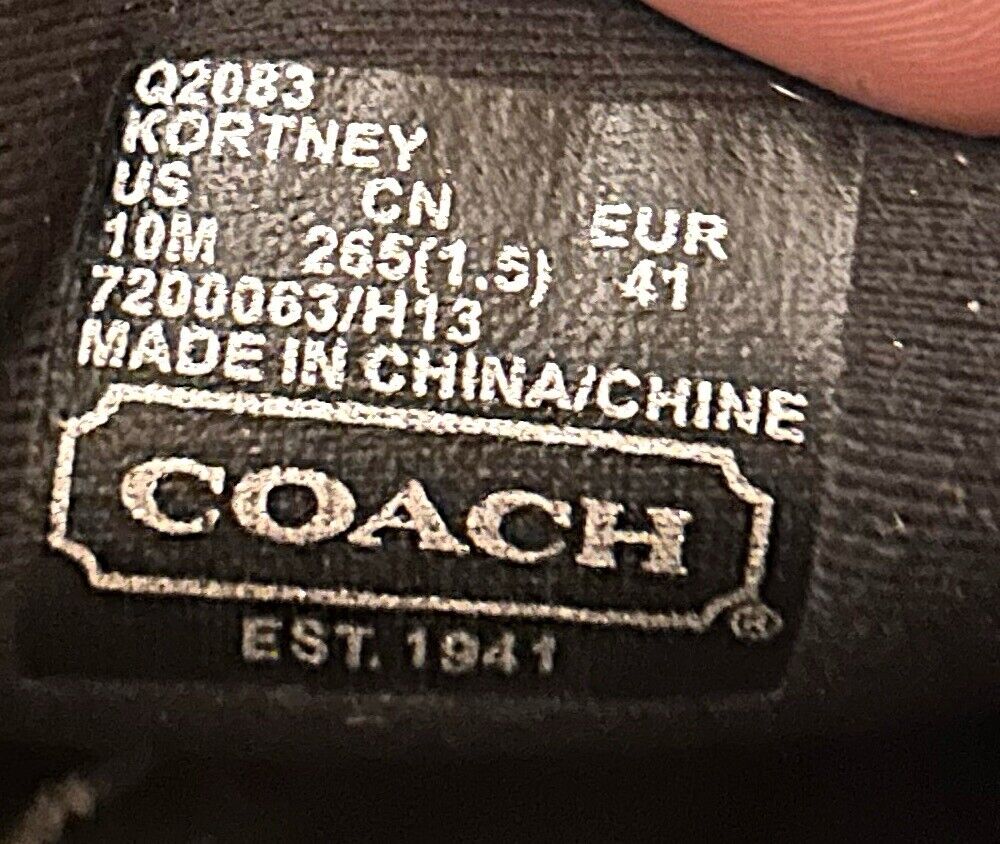 Q2083
KORTNEY
US CN EUR
10M 265(1.5) 41
7200063/H13
MADE IN CHINA/CHINE
COACH ®
EST. 1941